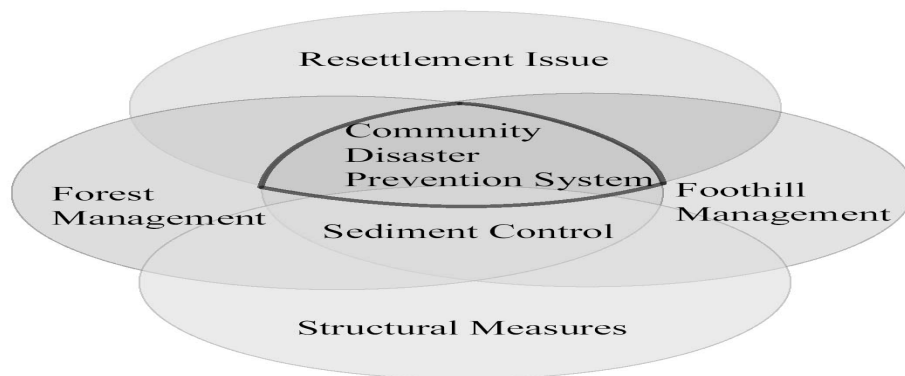 Resettlement Issue
Community
Disaster
Prevention System
Forest
Management
Foothill
Management
Sediment Control
Structural Measures